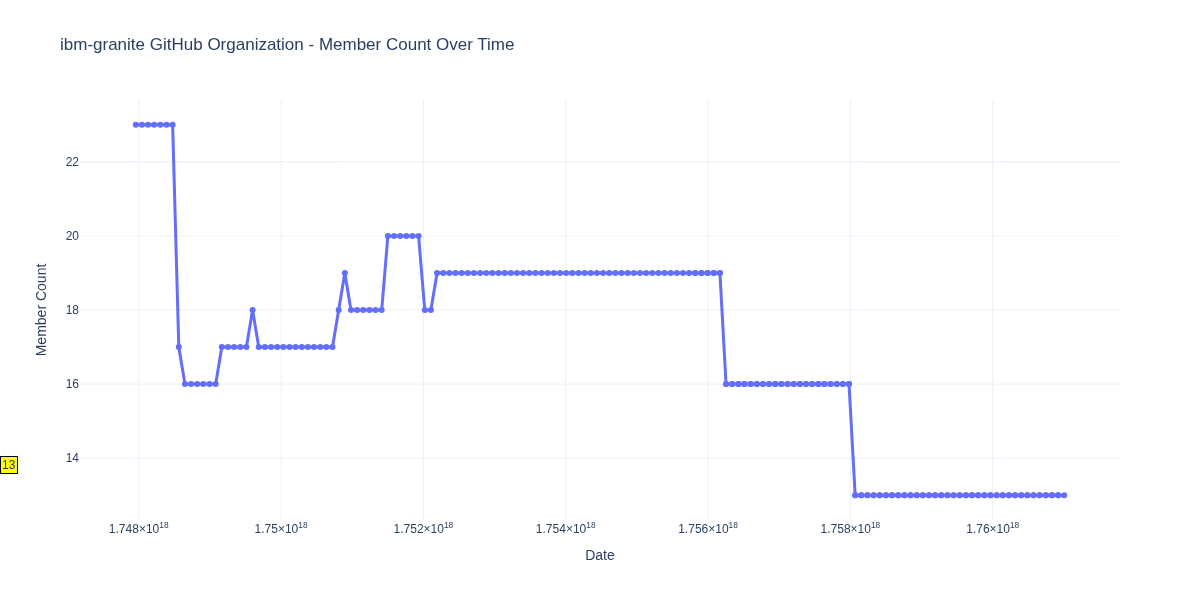 ibm-granite GitHub Organization - Member Count Over Time
Member Count
22
20
18
16
14
13
1.748×10¹⁸ 1.75×10¹⁸ 1.752×10¹⁸ 1.754×10¹⁸ 1.756×10¹⁸ 1.758×10¹⁸ 1.76×10¹⁸
Date